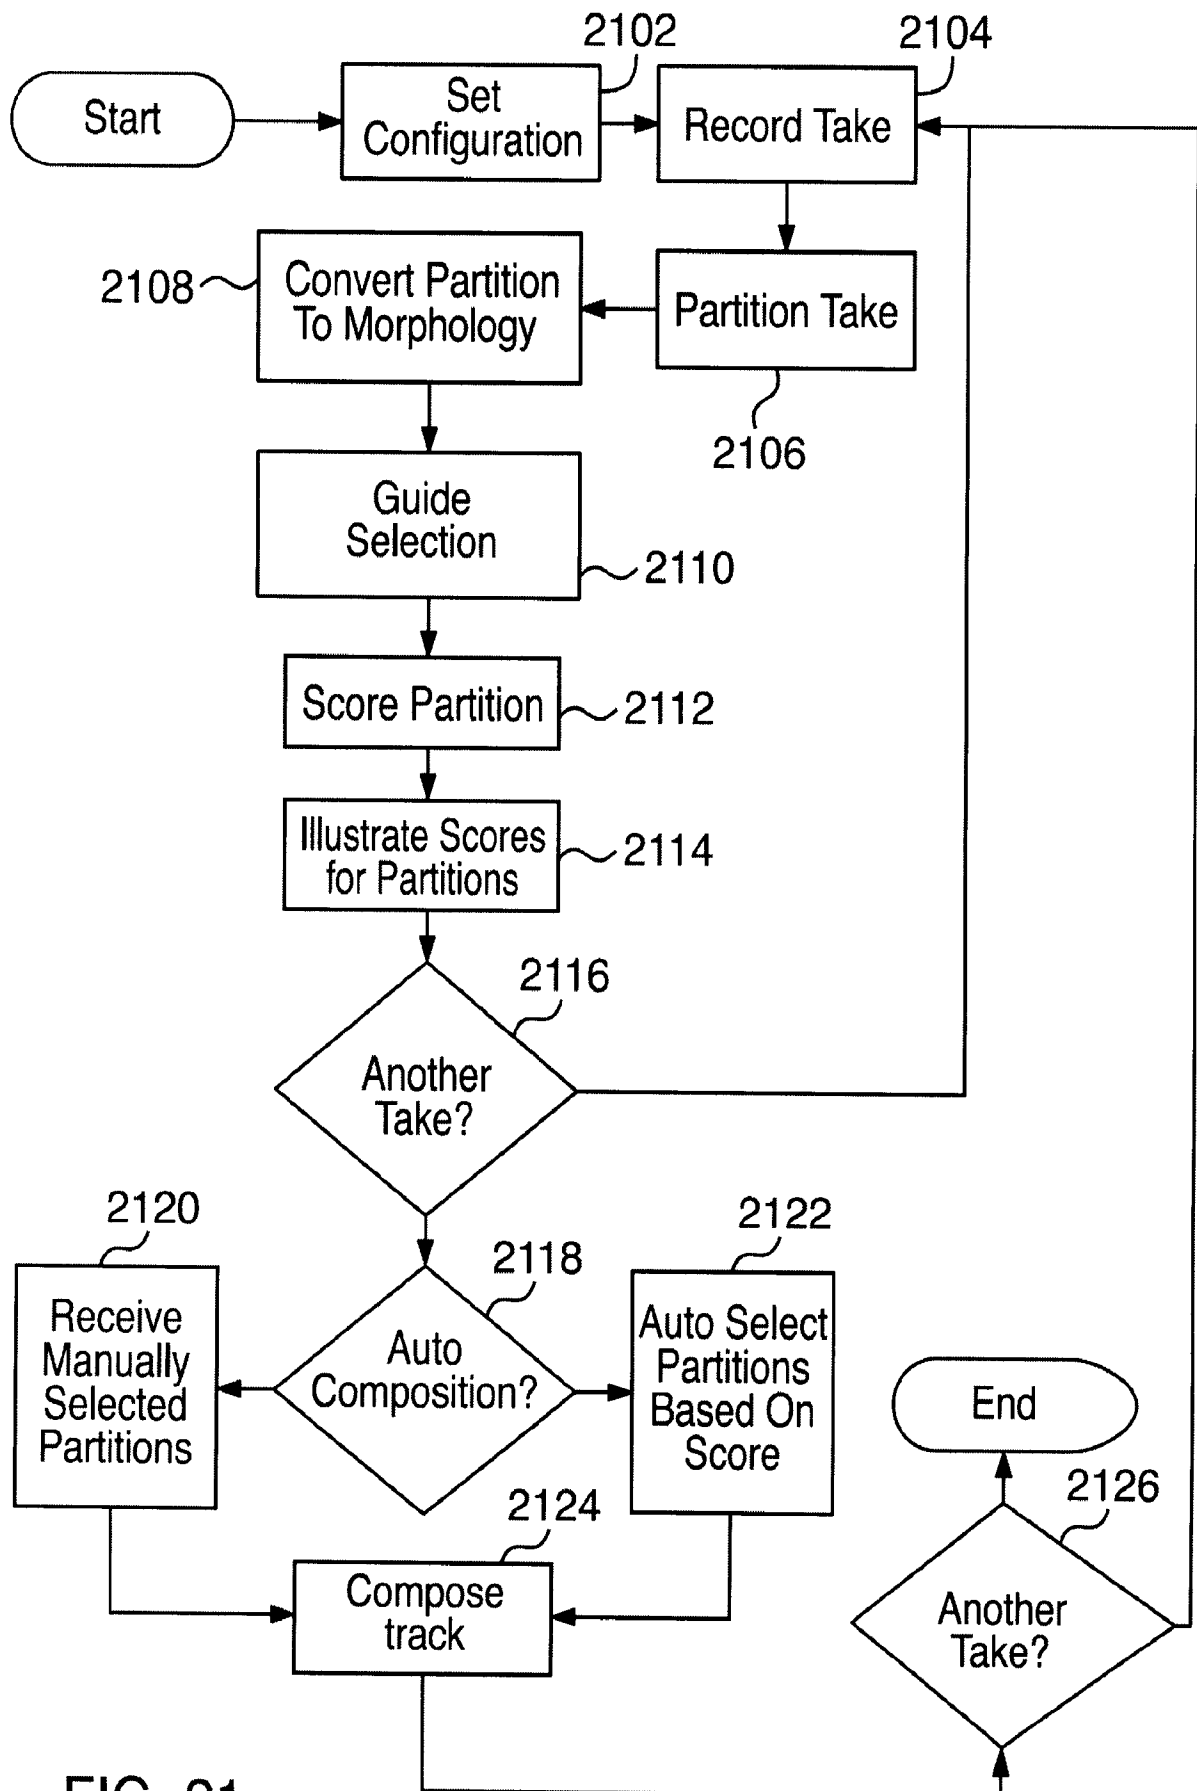 2102
2104
Start
Set
Configuration
Record Take
2108
Convert Partition
To Morphology
Partition Take
2106
Guide
Selection
2110
Score Partition
2112
Illustrate Scores
for Partitions
2114
2116
Another
Take?
2120
2122
2118
Receive
Manually
Selected
Partitions
Auto
Composition?
Auto Select
Partitions
Based On
Score
End
2124
2126
Compose
track
Another
Take?
FIG. 21